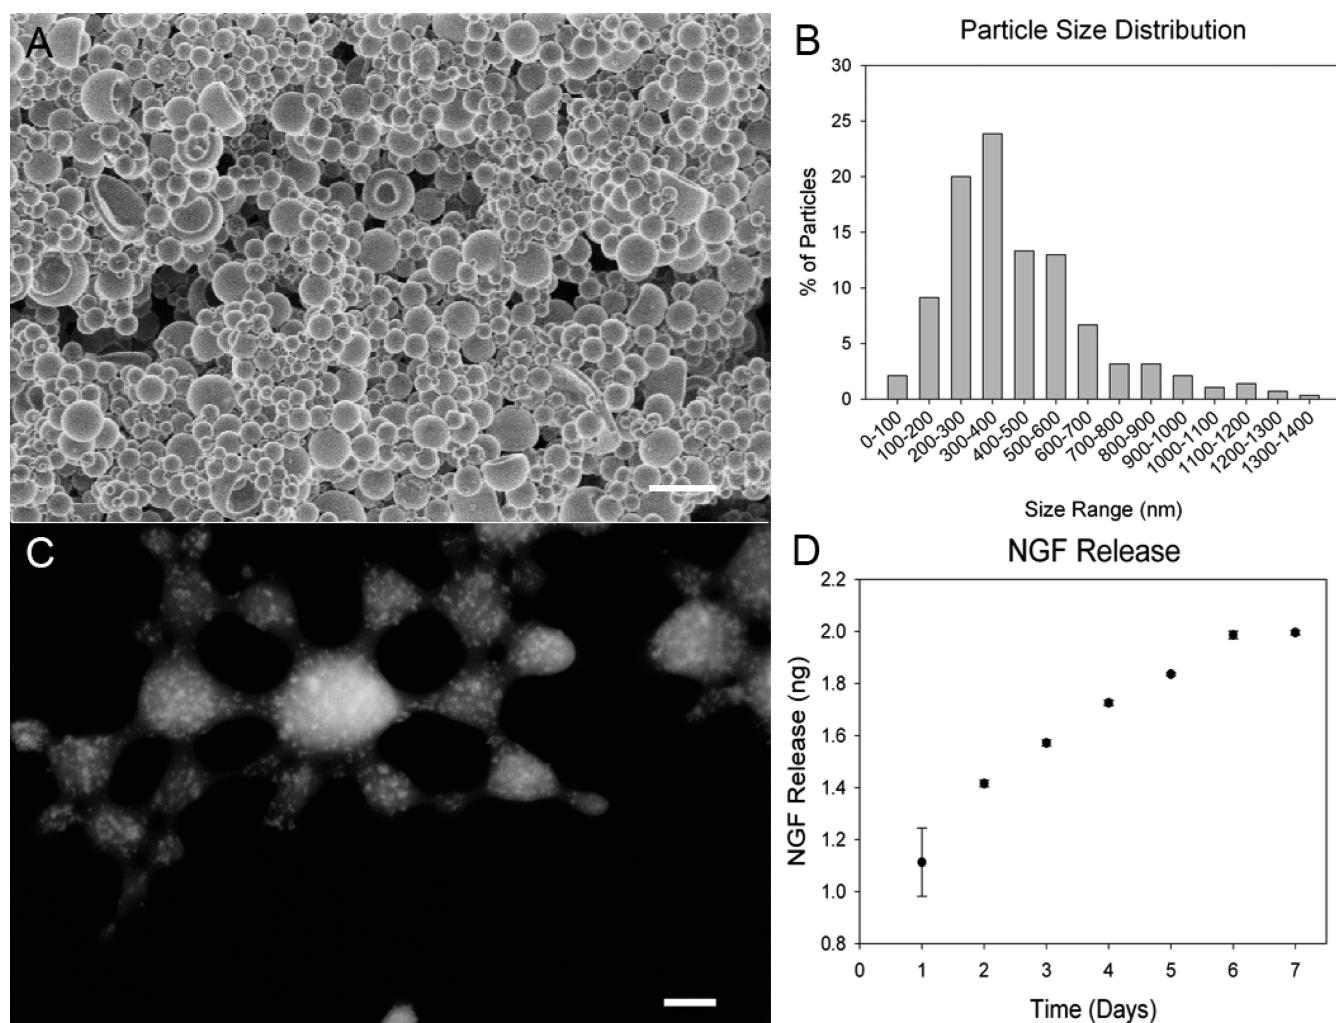 A
B
Particle Size Distribution
30
25
20
15
10
5
0
% of Particles
0-100
100-200
200-300
300-400
400-500
500-600
600-700
700-800
800-900
900-1000
1000-1100
1100-1200
1200-1300
1300-1400
Size Range (nm)
C
D
NGF Release
2.2
2.0
1.8
1.6
1.4
1.2
1.0
0.8
NGF Release (ng)
0 1 2 3 4 5 6 7
Time (Days)